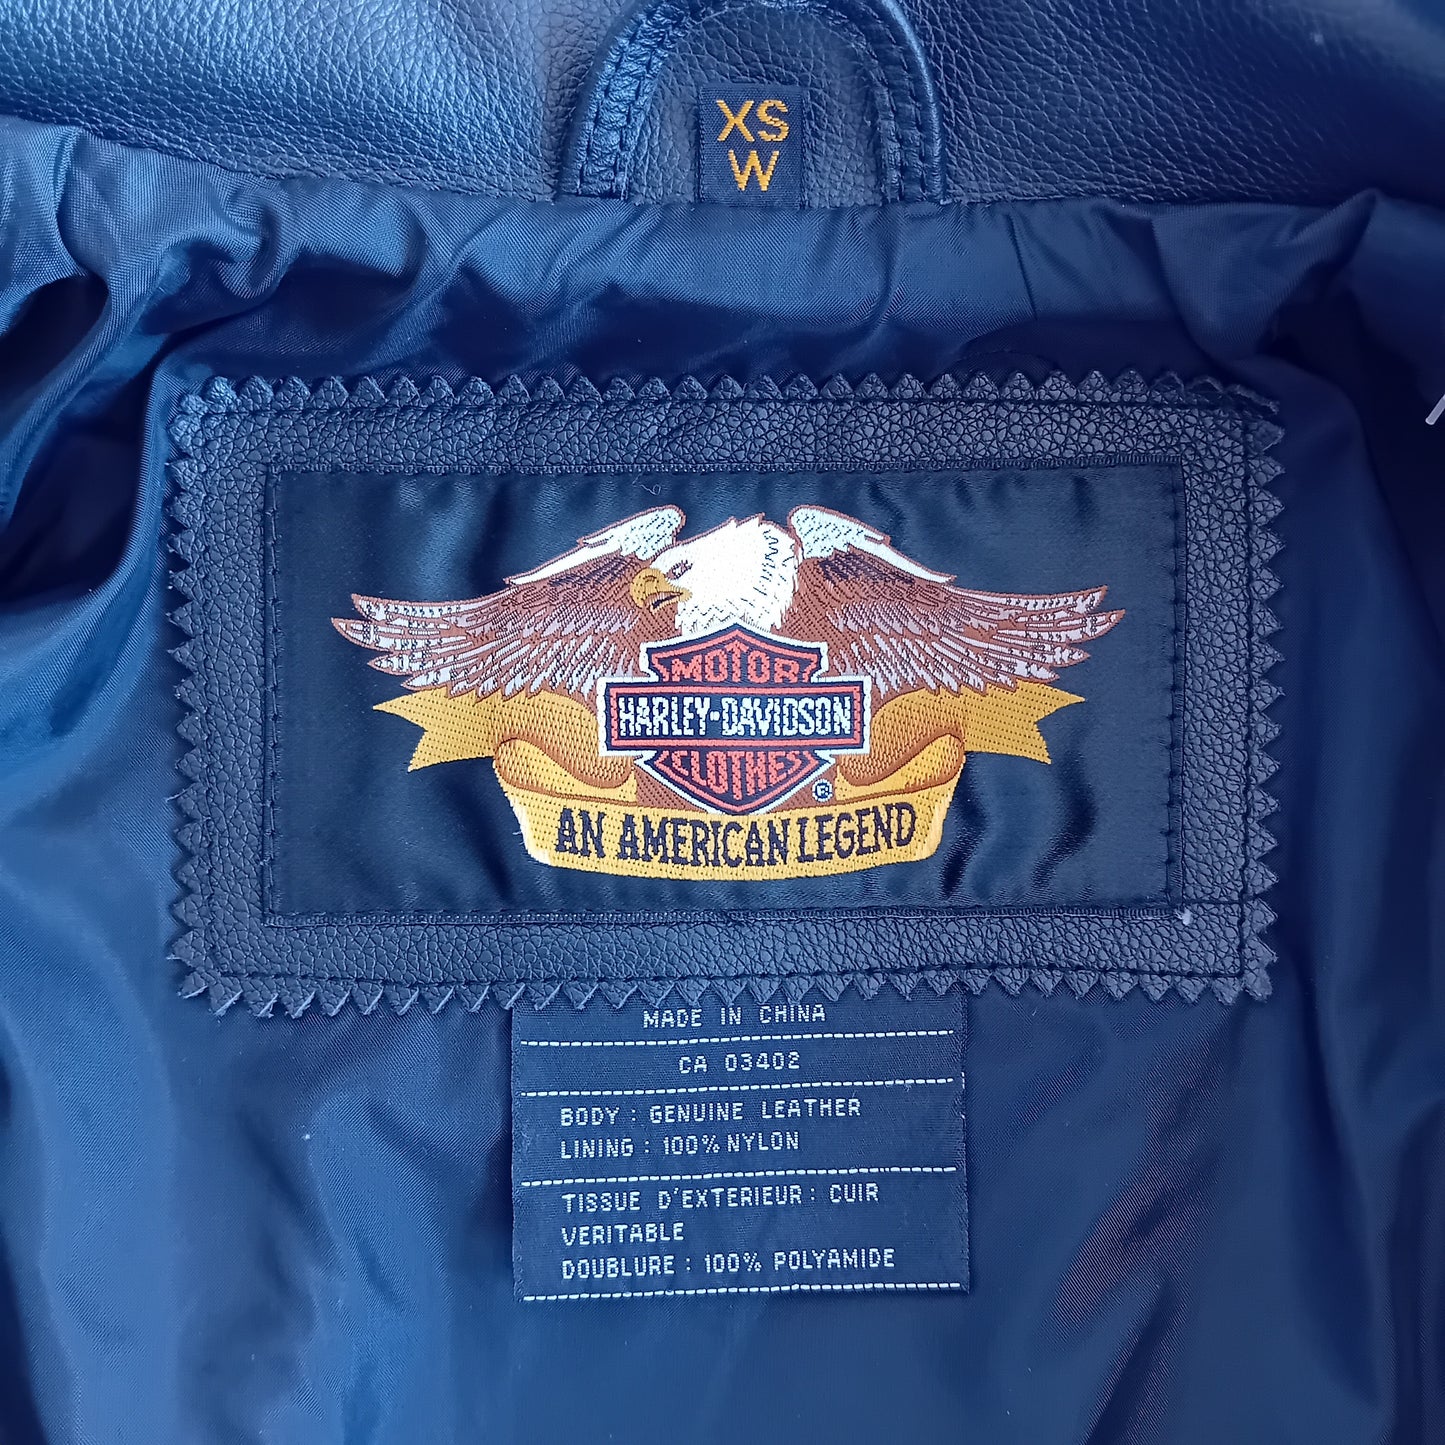 XS
W
MOTOR
HARLEY-DAVIDSON
CLOTHES
®
AN AMERICAN LEGEND
MADE IN CHINA
CA 03402
BODY : GENUINE LEATHER
LINING : 100% NYLON
TISSUE D'EXTERIEUR : CUIR
VERITABLE
DOUBLURE : 100% POLYAMIDE